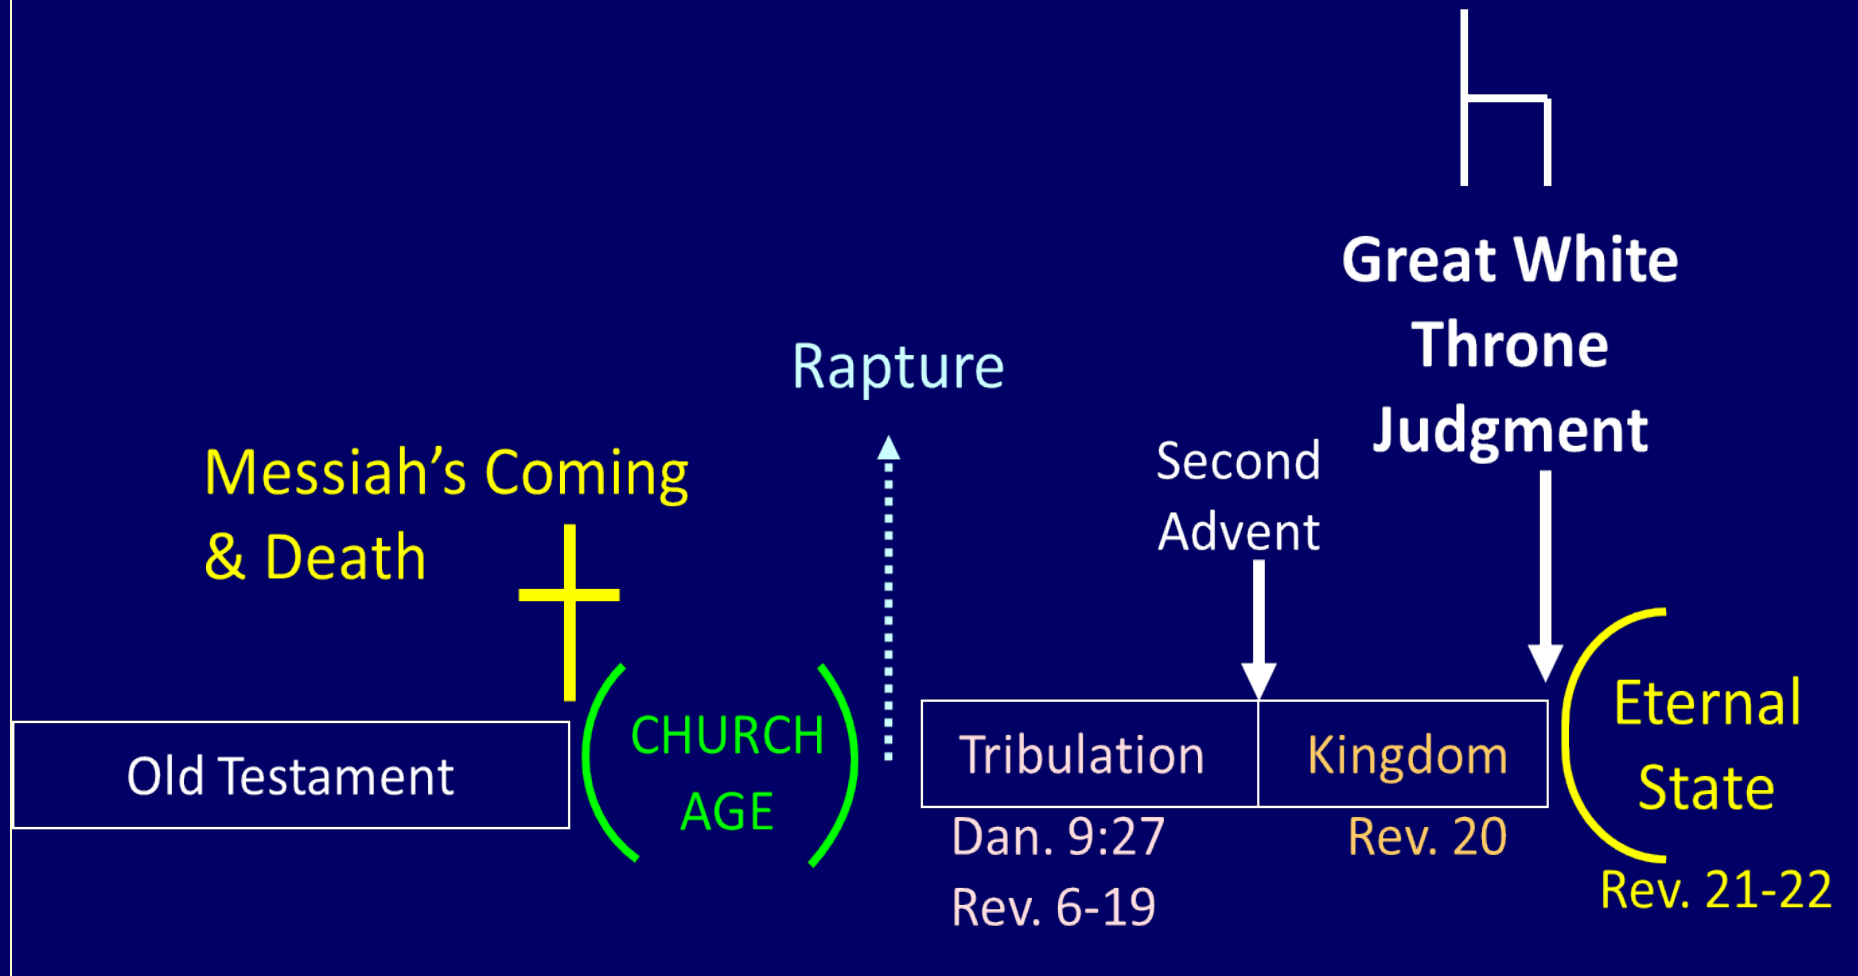 Great White
Throne
Judgment
Rapture
Second
Advent
Messiah’s Coming
& Death
Old Testament
CHURCH
AGE
Tribulation
Kingdom
Eternal
State
Dan. 9:27
Rev. 6-19
Rev. 20
Rev. 21-22